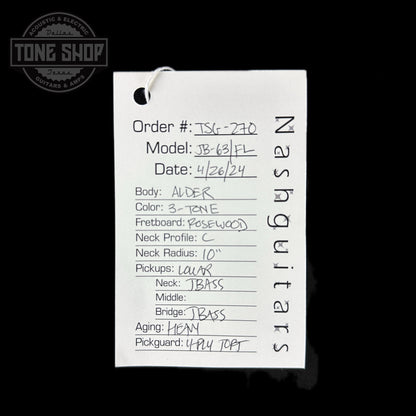 ACOUSTIC & ELECTRIC
Dallas
TONE SHOP
Texas
GUITARS & AMPS
Nashguitars
Order #: TSG-270
Model: JB-63/FL
Date: 4/26/24
Body: ALDER
Color: 3-TONE
Fretboard: ROSEWOOD
Neck Profile: C
Neck Radius: 10"
Pickups: LOLLAR
Neck: JBASS
Middle:
Bridge: JBASS
Aging: HEAVY
Pickguard: 4 PLY TORT